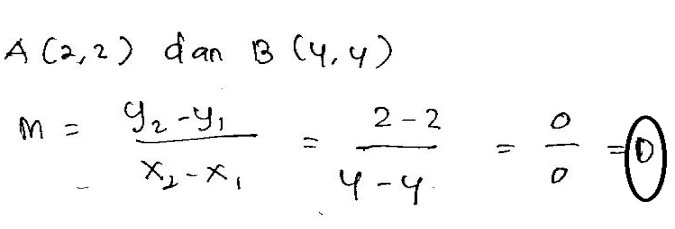 A (2,2) dan B (4,4)
m = y₂-y₁ / x₂-x₁ = 2-2 / 4-4 = 0 / 0 = 0